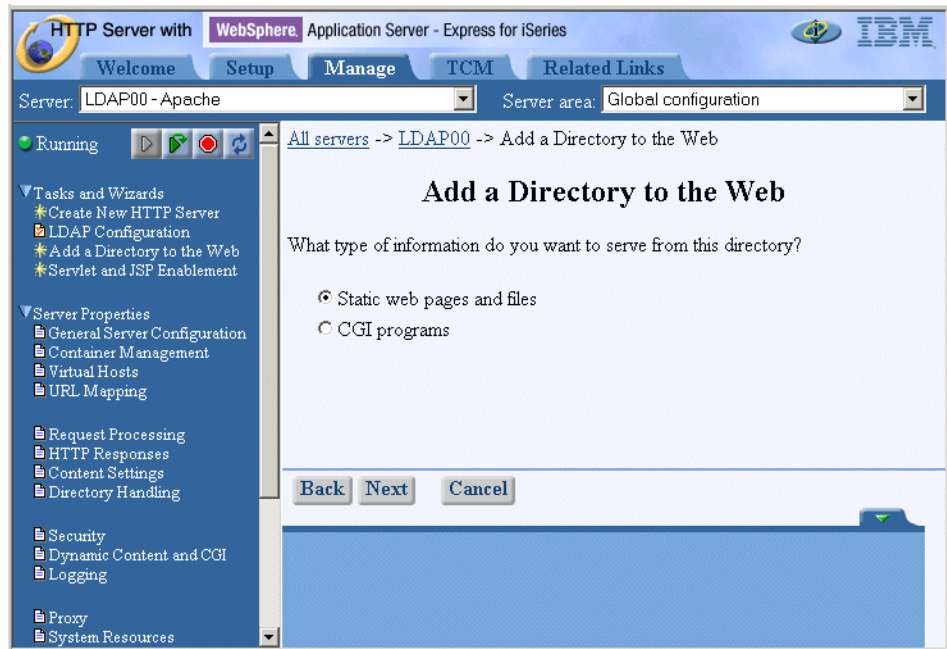 HTTP Server with WebSphere. Application Server - Express for iSeries
IBM
Welcome Setup Manage TCM Related Links
Server: LDAP00 - Apache Server area: Global configuration
Running
Tasks and Wizards
Create New HTTP Server
LDAP Configuration
Add a Directory to the Web
Servlet and JSP Enablement
Server Properties
General Server Configuration
Container Management
Virtual Hosts
URL Mapping
Request Processing
HTTP Responses
Content Settings
Directory Handling
Security
Dynamic Content and CGI
Logging
Proxy
System Resources
All servers -> LDAP00 -> Add a Directory to the Web
Add a Directory to the Web
What type of information do you want to serve from this directory?
Static web pages and files
CGI programs
Back Next Cancel